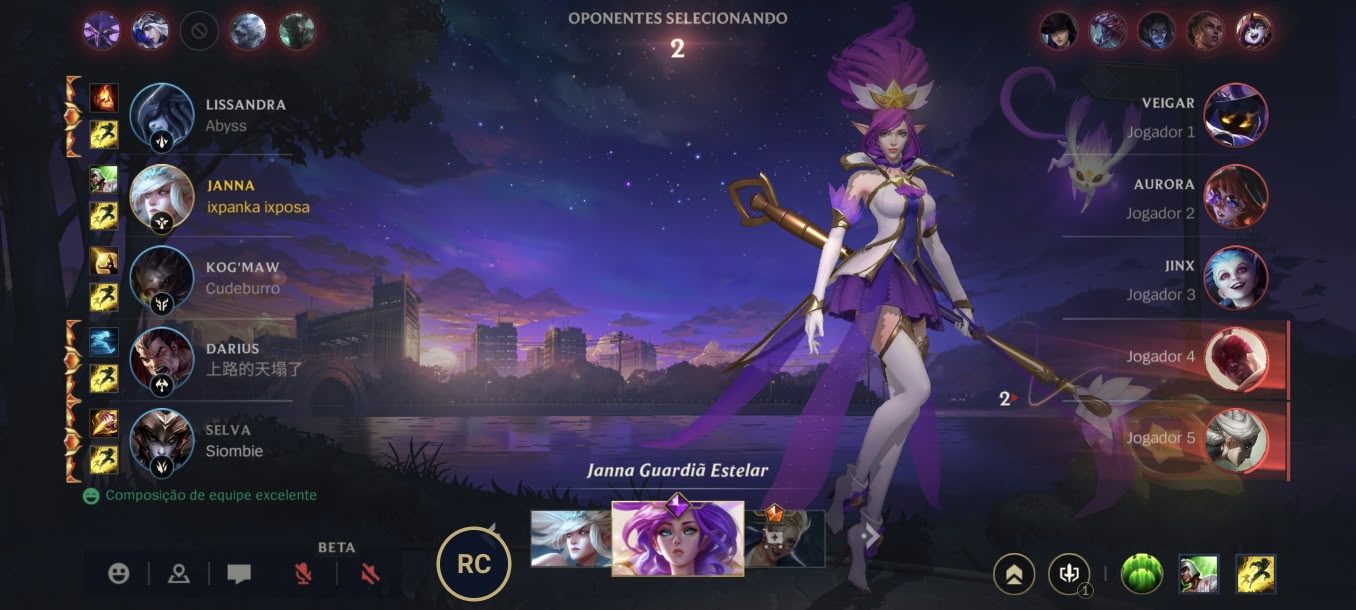 OPONENTES SELECIONANDO
2
LISSANDRA
Abyss
JANNA
ixpanka ixposa
KOG'MAW
Cudeburro
DARIUS
上路的天塌了
SELVA
Siombie
Composição de equipe excelente
BETA
VEIGAR
Jogador 1
AURORA
Jogador 2
JINX
Jogador 3
Jogador 4
2
Jogador 5
Janna Guardiã Estelar
RC
1